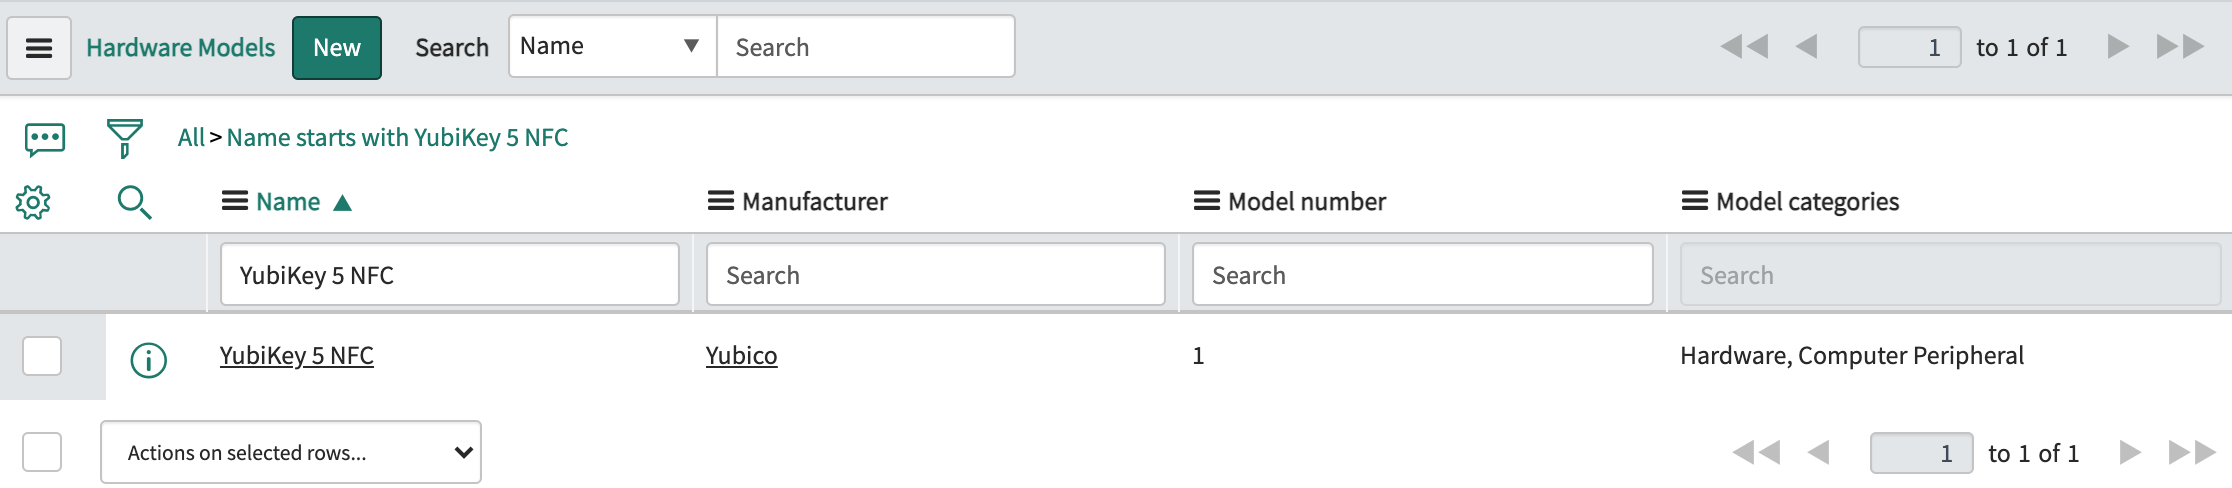 Hardware Models New Search Name Search 1 to 1 of 1
All > Name starts with YubiKey 5 NFC
Name Manufacturer Model number Model categories
YubiKey 5 NFC Search Search Search
YubiKey 5 NFC Yubico 1 Hardware, Computer Peripheral
Actions on selected rows... 1 to 1 of 1